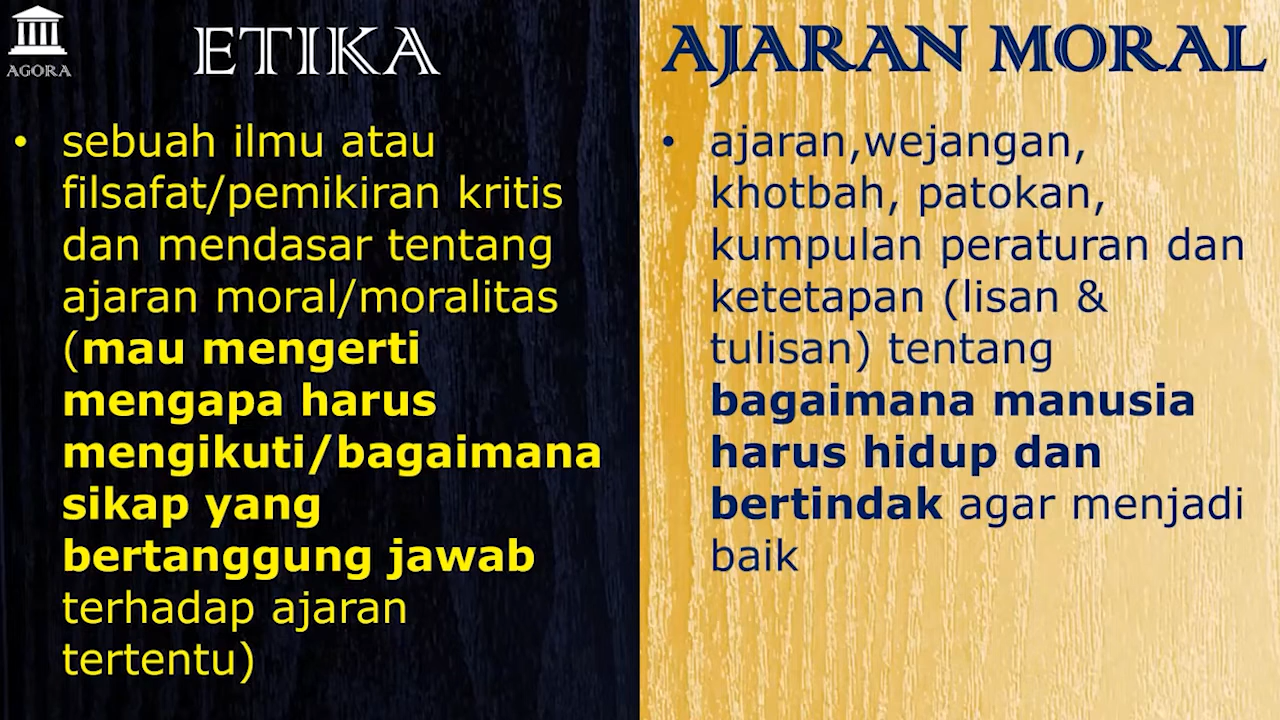 AGORA
ETIKA
• sebuah ilmu atau
filsafat/pemikiran kritis
dan mendasar tentang
ajaran moral/moralitas
(mau mengerti
mengapa harus
mengikuti/bagaimana
sikap yang
bertanggung jawab
terhadap ajaran
tertentu)
AJARAN MORAL
• ajaran,wejangan,
khotbah, patokan,
kumpulan peraturan dan
ketetapan (lisan &
tulisan) tentang
bagaimana manusia
harus hidup dan
bertindak agar menjadi
baik